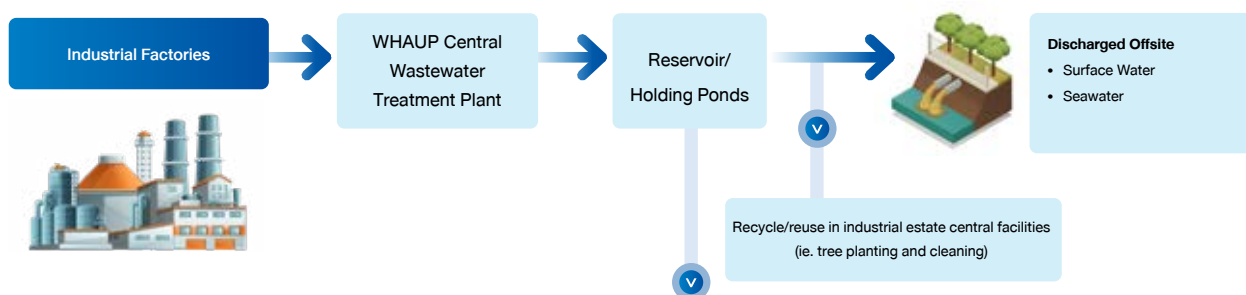 Industrial Factories
WHAUP Central
Wastewater
Treatment Plant
Reservoir/
Holding Ponds
Discharged Offsite
• Surface Water
• Seawater
Recycle/reuse in industrial estate central facilities
(ie. tree planting and cleaning)